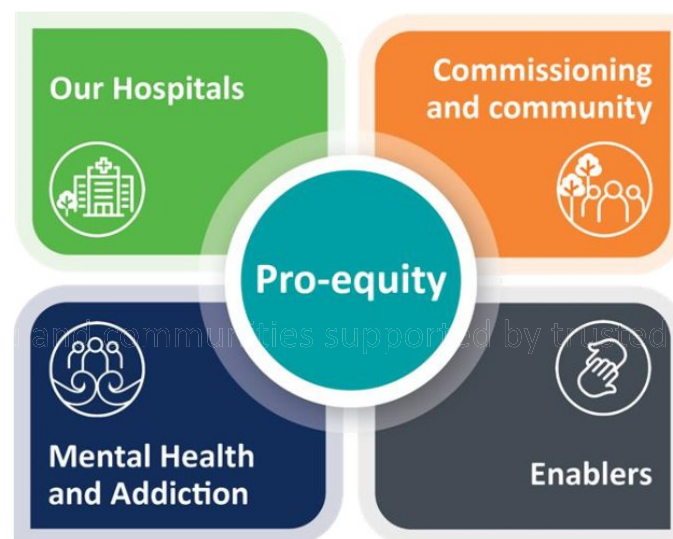 Our Hospitals
Commissioning
and community
Pro-equity
and communities supported by trusted
Mental Health
and Addiction
Enablers